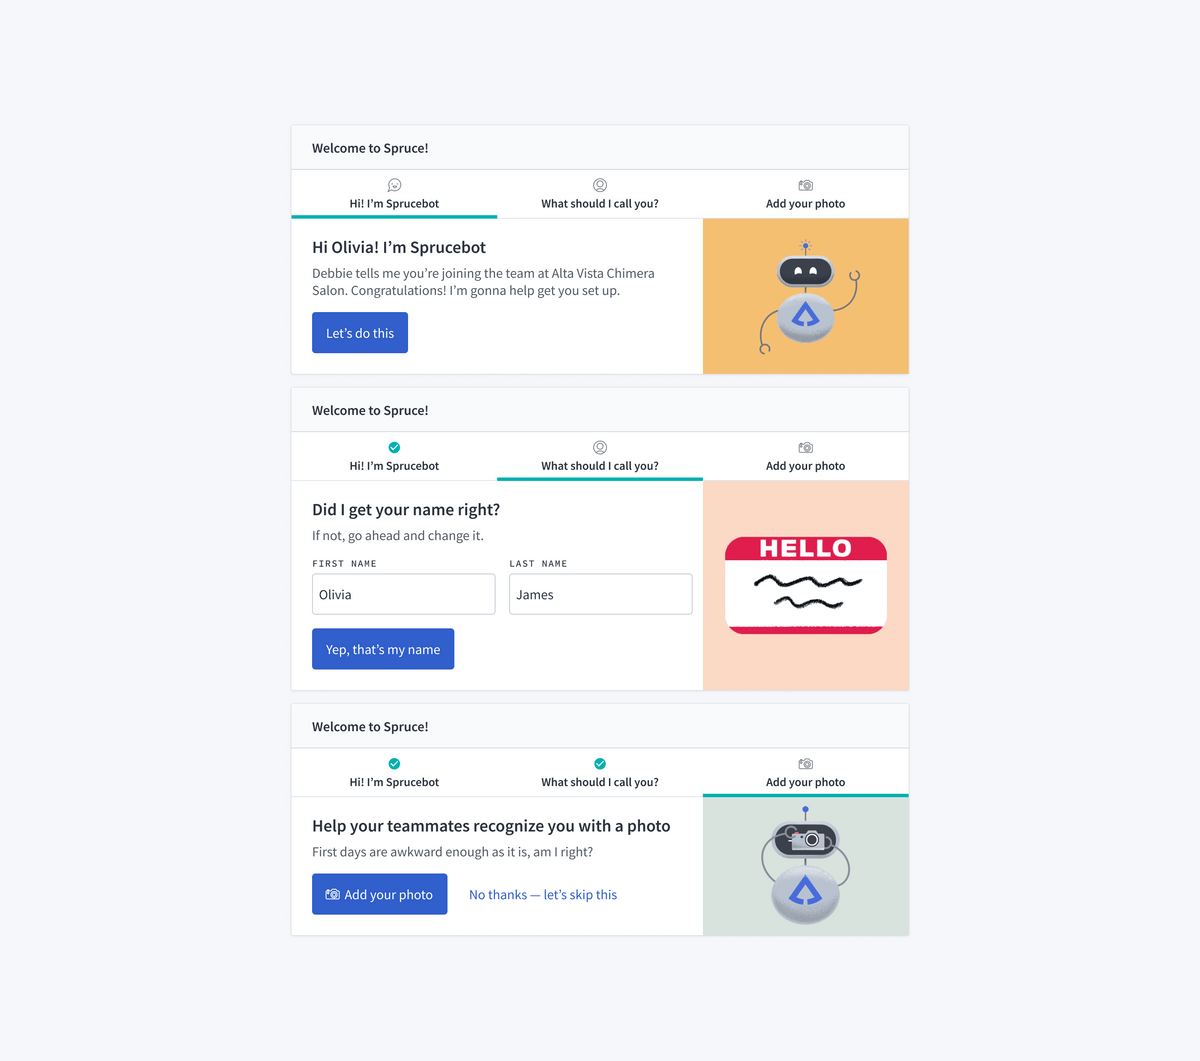 Welcome to Spruce!
Hi! I’m Sprucebot
What should I call you?
Add your photo
Hi Olivia! I’m Sprucebot
Debbie tells me you’re joining the team at Alta Vista Chimera
Salon. Congratulations! I’m gonna help get you set up.
Let’s do this
Welcome to Spruce!
Hi! I’m Sprucebot
What should I call you?
Add your photo
Did I get your name right?
If not, go ahead and change it.
FIRST NAME
LAST NAME
Olivia
James
Yep, that’s my name
HELLO
Welcome to Spruce!
Hi! I’m Sprucebot
What should I call you?
Add your photo
Help your teammates recognize you with a photo
First days are awkward enough as it is, am I right?
Add your photo
No thanks — let’s skip this